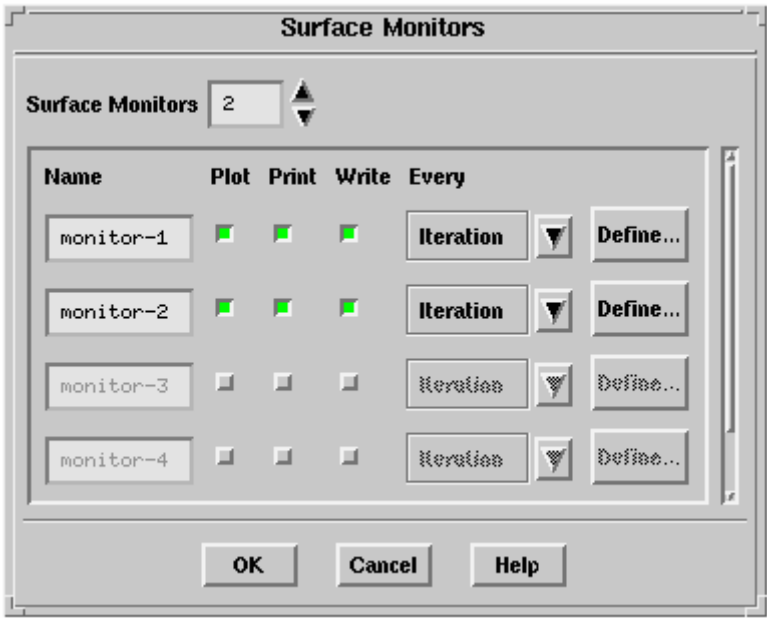 Surface Monitors
Surface Monitors 2
Name Plot Print Write Every
monitor-1 Iteration Define...
monitor-2 Iteration Define...
monitor-3 Iteration Define...
monitor-4 Iteration Define...
OK Cancel Help